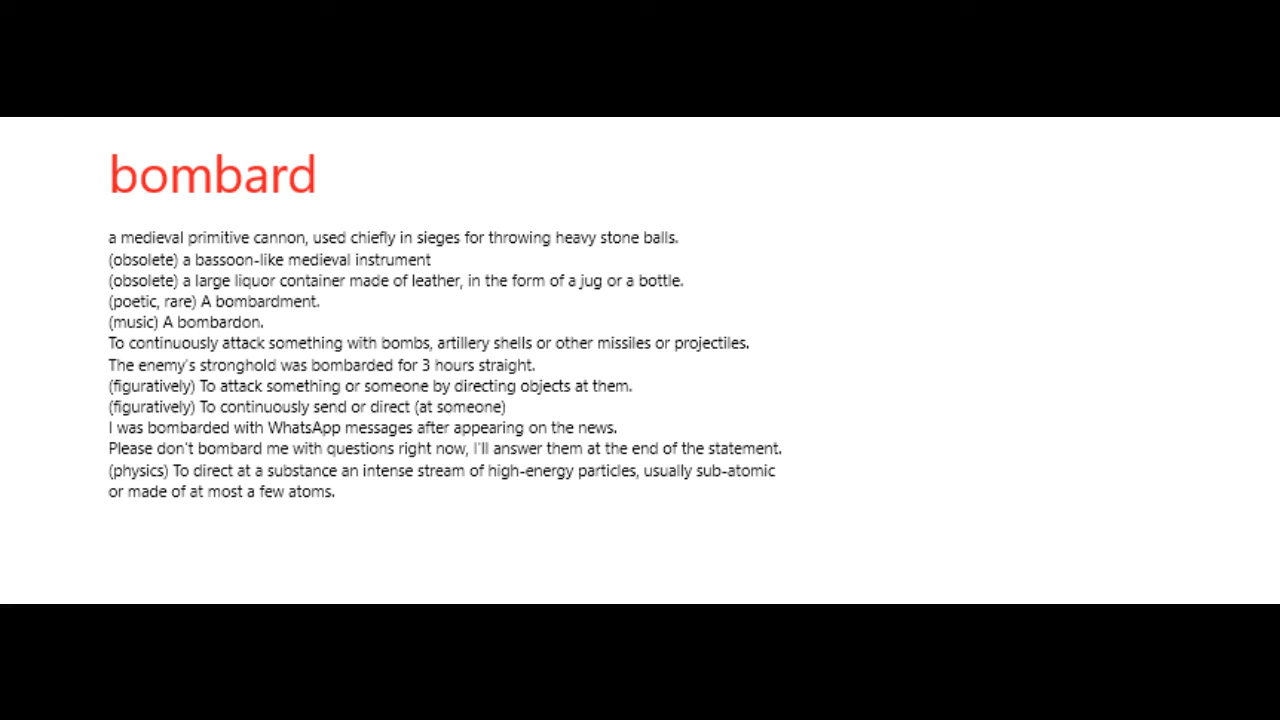 bombard
a medieval primitive cannon, used chiefly in sieges for throwing heavy stone balls.
(obsolete) a bassoon-like medieval instrument
(obsolete) a large liquor container made of leather, in the form of a jug or a bottle.
(poetic, rare) A bombardment.
(music) A bombardon.
To continuously attack something with bombs, artillery shells or other missiles or projectiles.
The enemy's stronghold was bombarded for 3 hours straight.
(figuratively) To attack something or someone by directing objects at them.
(figuratively) To continuously send or direct (at someone)
I was bombarded with WhatsApp messages after appearing on the news.
Please don't bombard me with questions right now, I'll answer them at the end of the statement.
(physics) To direct at a substance an intense stream of high-energy particles, usually sub-atomic
or made of at most a few atoms.